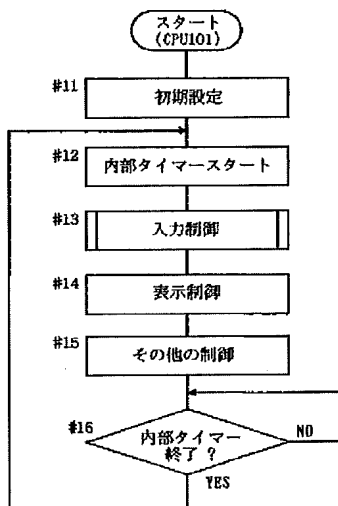 スタート
(CPU101)
#11
初期設定
#12
内部タイマースタート
#13
入力制御
#14
表示制御
#15
その他の制御
#16
内部タイマー
終了 ?
NO
YES